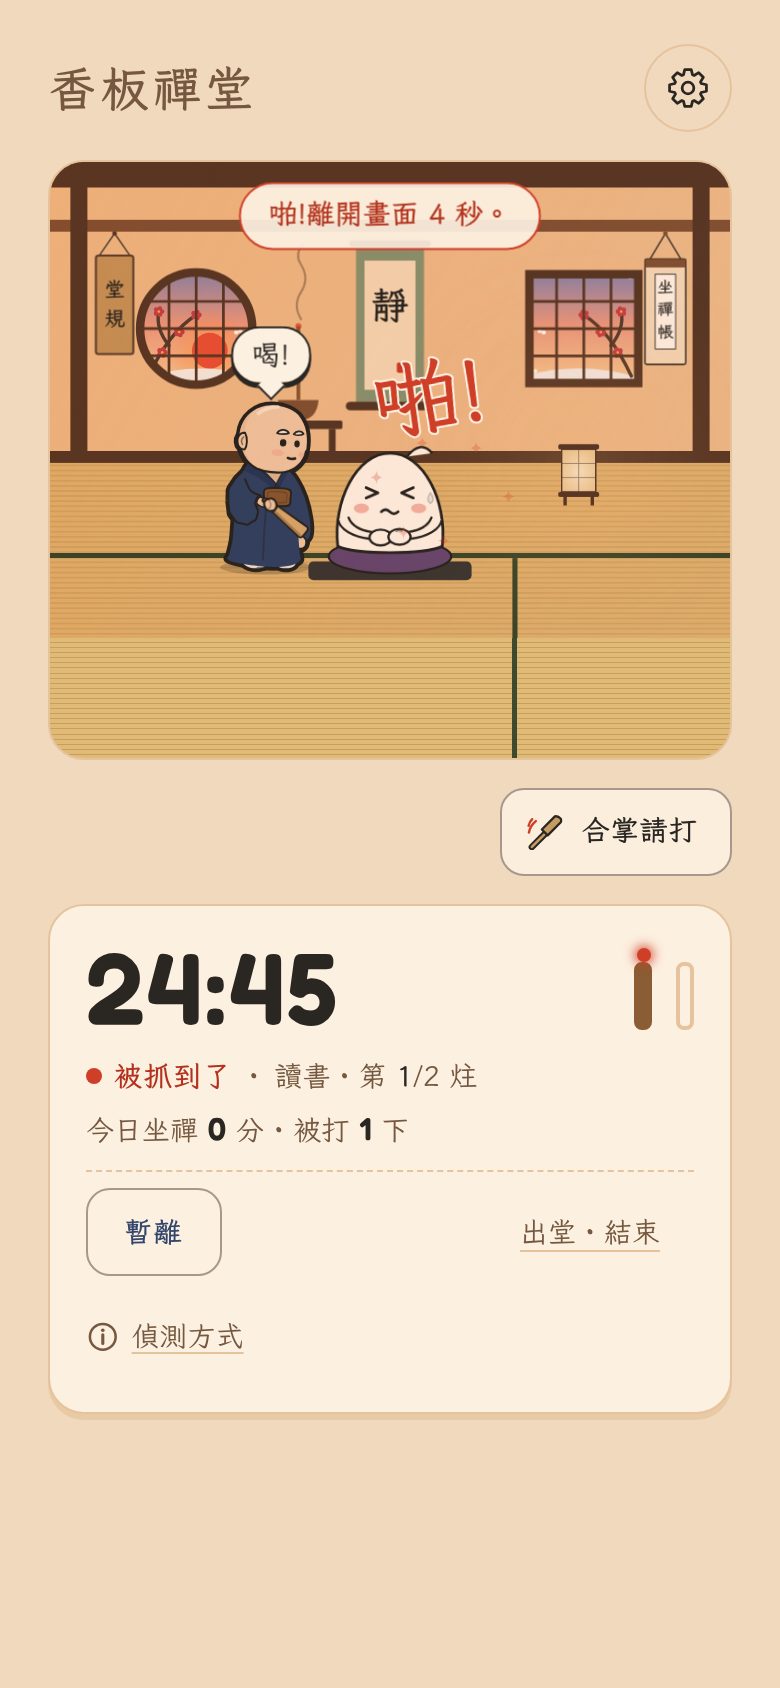 香板禪堂
啪!離開畫面 4 秒。
堂規
靜
坐禪帳
喝!
啪!
合掌請打
24:45
被抓到了 · 讀書 · 第 1/2 炷
今日坐禪 0 分 · 被打 1 下
暫離
出堂 · 結束
偵測方式